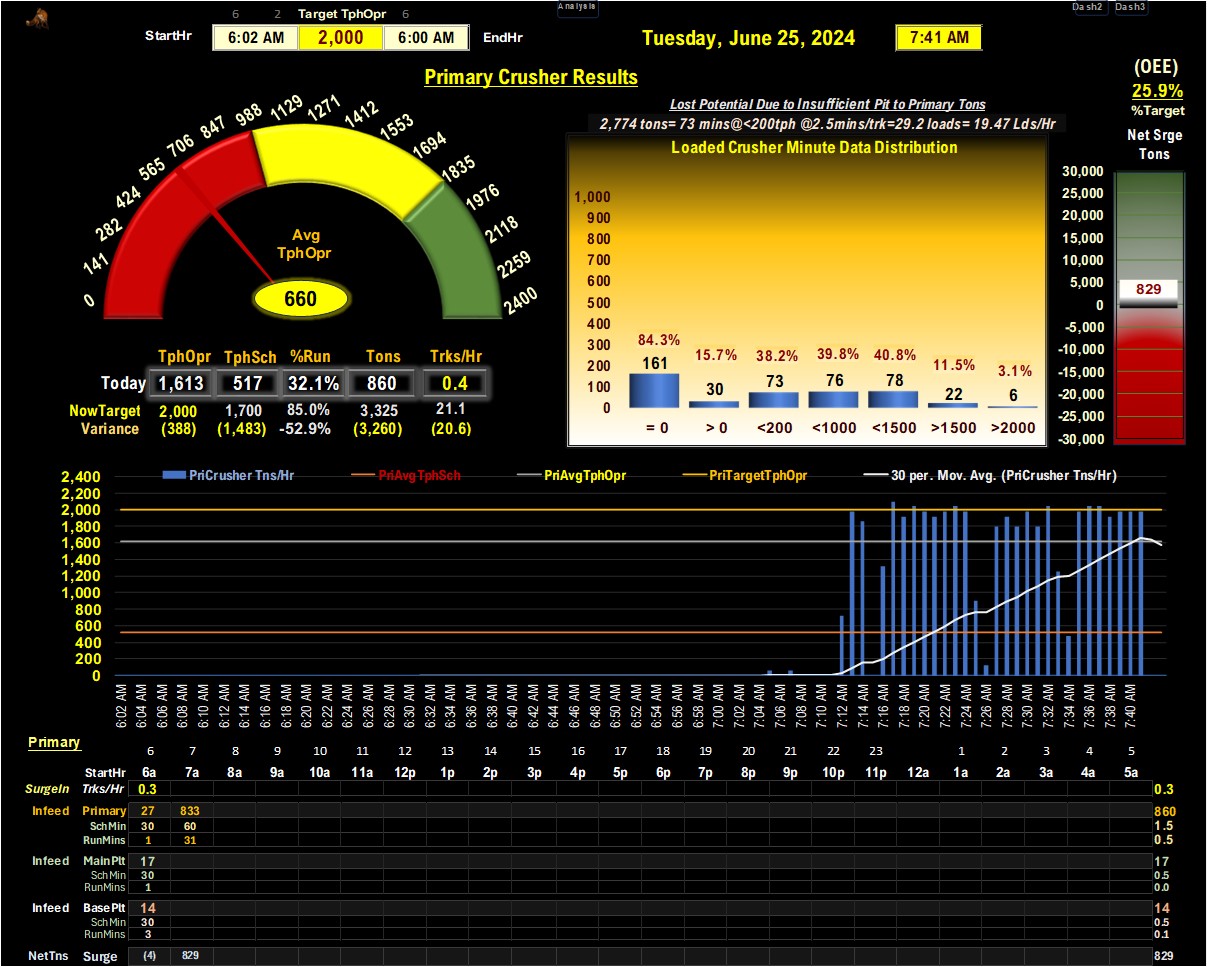 Analysis
Dash2 Dash3
6 2 Target TphOpr 6
StartHr 6:02 AM 2,000 6:00 AM EndHr
Tuesday, June 25, 2024
7:41 AM
Primary Crusher Results
(OEE)
25.9%
%Target
Net Srge
Tons
Lost Potential Due to Insufficient Pit to Primary Tons
2,774 tons= 73 mins@<200tph @2.5mins/trk=29.2 loads= 19.47 Lds/Hr
0 141 282 424 565 706 847 988 1129 1271 1412 1553 1694 1835 1976 2118 2259 2400
Avg
TphOpr
660
Loaded Crusher Minute Data Distribution
1,000
900
800
700
600
500
400
300
200
100
0
84.3% 15.7% 38.2% 39.8% 40.8% 11.5% 3.1%
161 30 73 76 78 22 6
= 0 > 0 <200 <1000 <1500 >1500 >2000
30,000
25,000
20,000
15,000
10,000
5,000
0
-5,000
-10,000
-15,000
-20,000
-25,000
-30,000
829
TphOpr TphSch %Run Tons Trks/Hr
Today 1,613 517 32.1% 860 0.4
NowTarget 2,000 1,700 85.0% 3,325 21.1
Variance (388) (1,483) -52.9% (3,260) (20.6)
PriCrusher Tns/Hr PriAvgTphSch PriAvgTphOpr PriTargetTphOpr 30 per. Mov. Avg. (PriCrusher Tns/Hr)
2,400
2,200
2,000
1,800
1,600
1,400
1,200
1,000
800
600
400
200
0
6:02 AM 6:04 AM 6:06 AM 6:08 AM 6:10 AM 6:12 AM 6:14 AM 6:16 AM 6:18 AM 6:20 AM 6:22 AM 6:24 AM 6:26 AM 6:28 AM 6:30 AM 6:32 AM 6:34 AM 6:36 AM 6:38 AM 6:40 AM 6:42 AM 6:44 AM 6:46 AM 6:48 AM 6:50 AM 6:52 AM 6:54 AM 6:56 AM 6:58 AM 7:00 AM 7:02 AM 7:04 AM 7:06 AM 7:08 AM 7:10 AM 7:12 AM 7:14 AM 7:16 AM 7:18 AM 7:20 AM 7:22 AM 7:24 AM 7:26 AM 7:28 AM 7:30 AM 7:32 AM 7:34 AM 7:36 AM 7:38 AM 7:40 AM
Primary
6 7 8 9 10 11 12 13 14 15 16 17 18 19 20 21 22 23 1 2 3 4 5
StartHr 6a 7a 8a 9a 10a 11a 12p 1p 2p 3p 4p 5p 6p 7p 8p 9p 10p 11p 12a 1a 2a 3a 4a 5a
SurgeIn Trks/Hr 0.3 0.3
Infeed Primary 27 833 860
SchMin 30 60 1.5
RunMins 1 31 0.5
Infeed MainPlt 17 17
SchMin 30 0.5
RunMins 1 0.0
Infeed BasePlt 14 14
SchMin 30 0.5
RunMins 3 0.1
NetTns Surge (4) 829 829